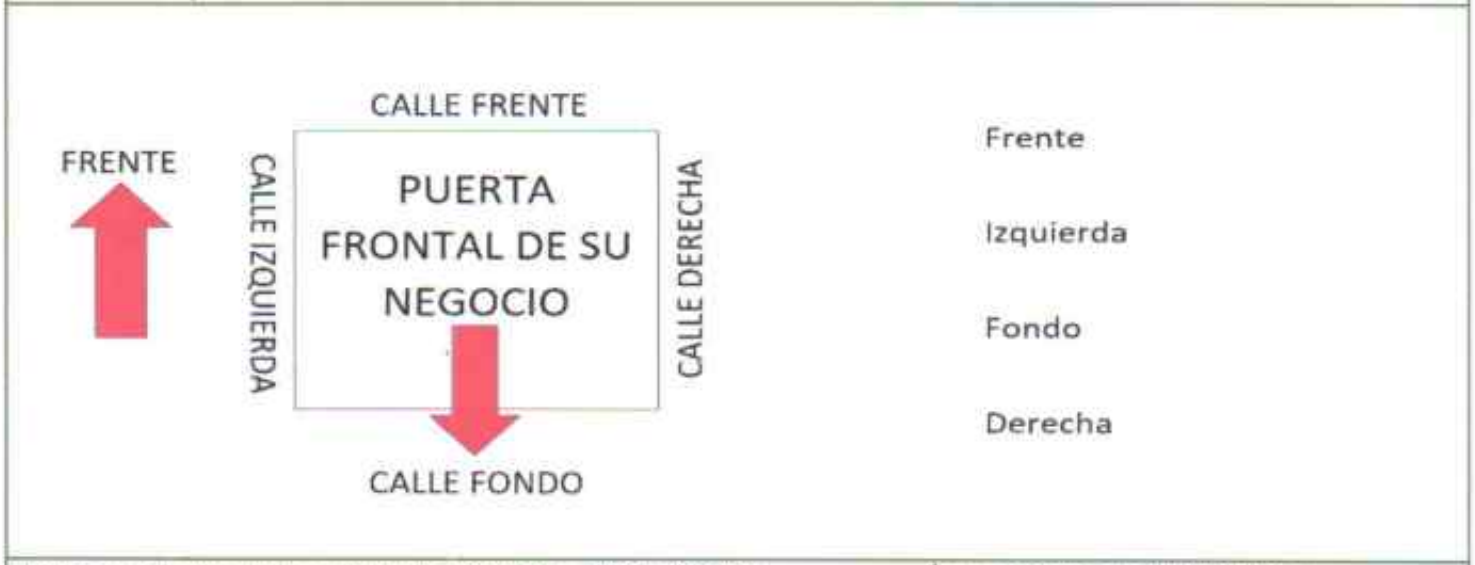 CALLE FRENTE
FRENTE
CALLE IZQUIERDA
PUERTA
FRONTAL DE SU
NEGOCIO
CALLE DERECHA
CALLE FONDO
Frente
Izquierda
Fondo
Derecha